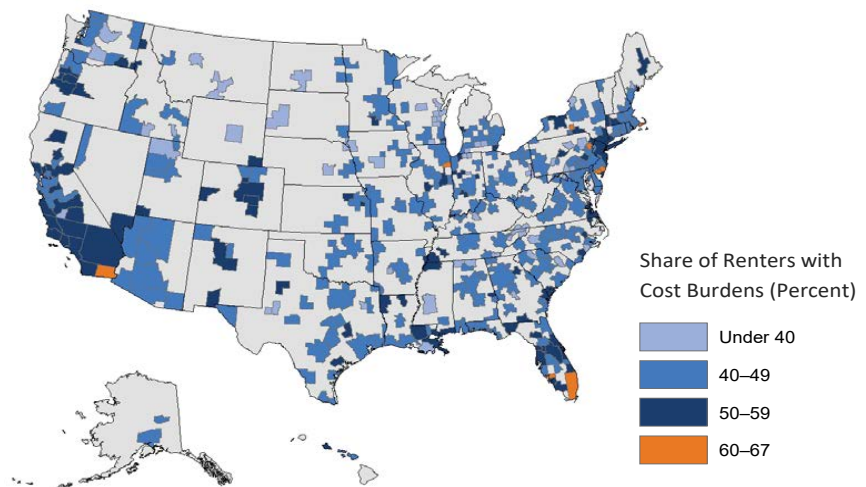 Share of Renters with
Cost Burdens (Percent)
Under 40
40–49
50–59
60–67